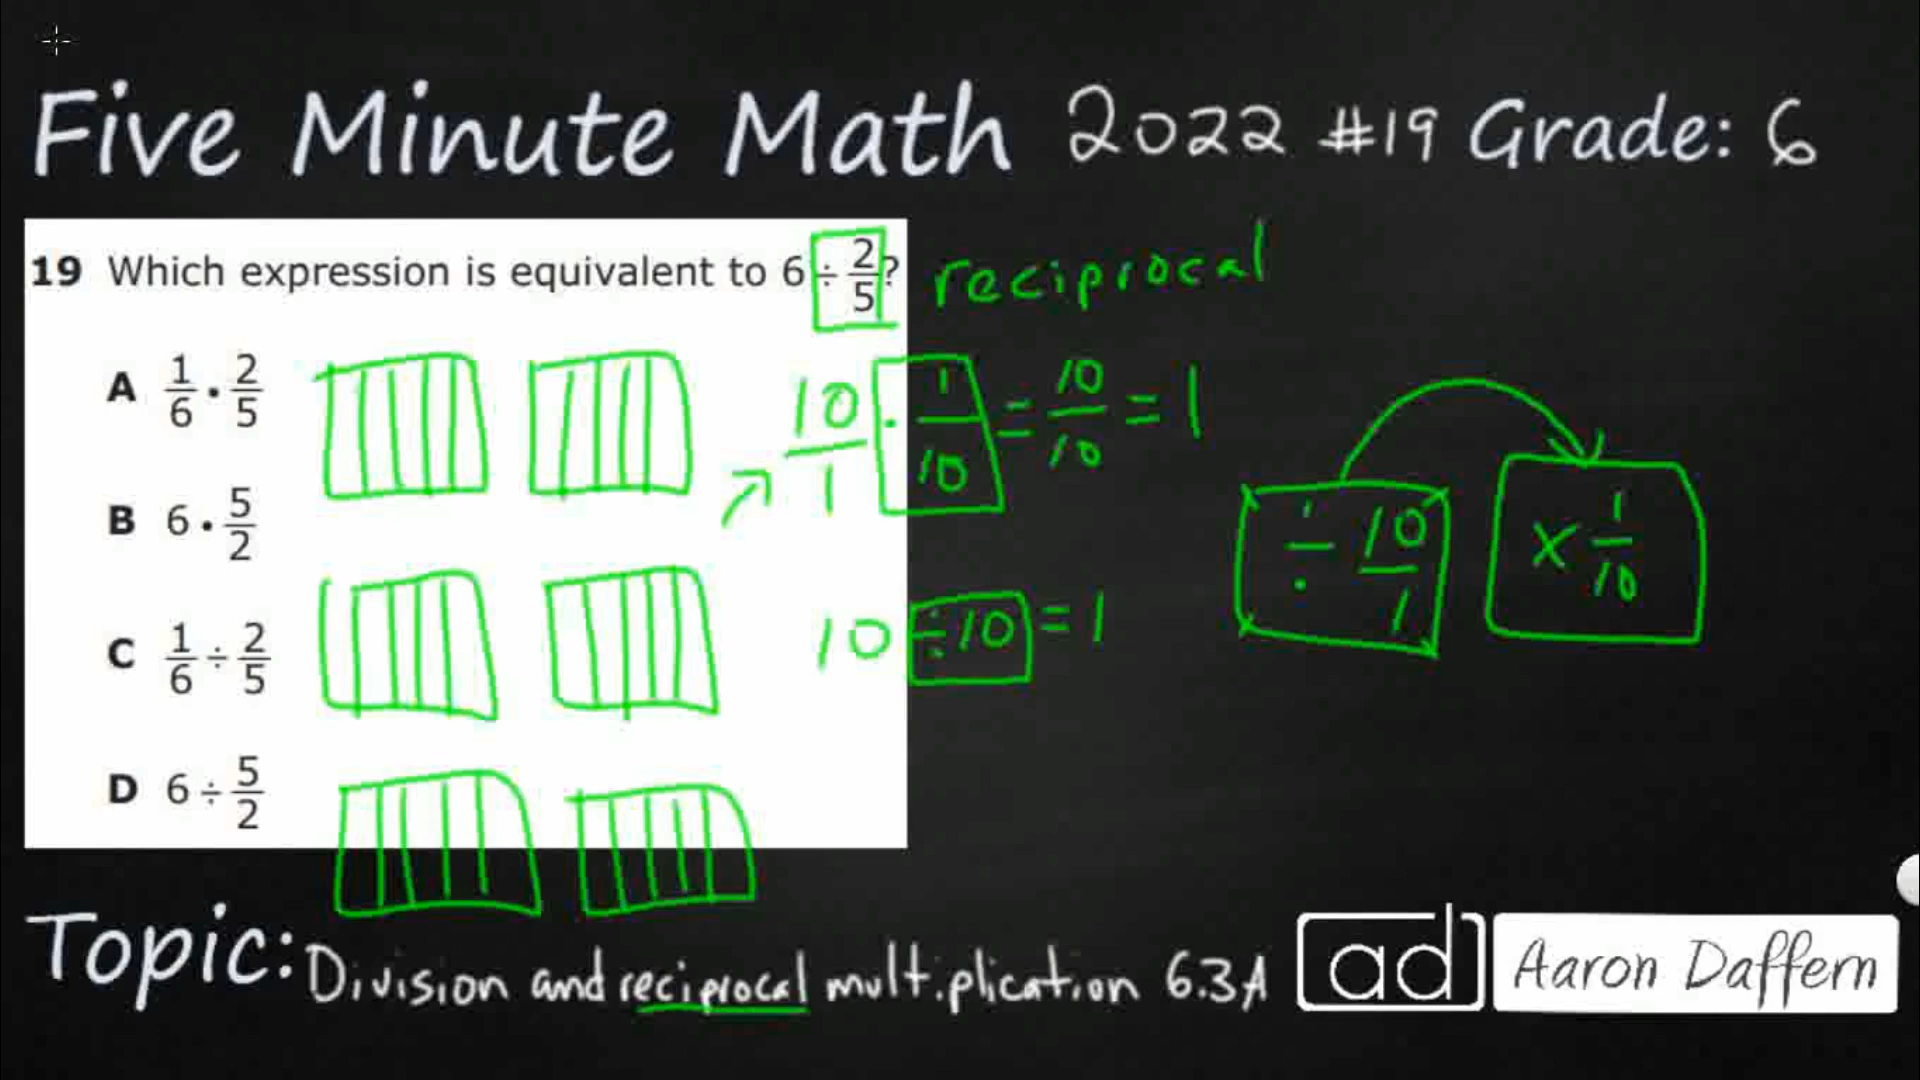 Five Minute Math 2022 #19 Grade: 6
19 Which expression is equivalent to 6 ÷ 2/5?
reciprocal
A 1/6 • 2/5
B 6 • 5/2
C 1/6 ÷ 2/5
D 6 ÷ 5/2
10/1 · 1/10 = 10/10 = 1
÷ 10/1
× 1/10
10 ÷ 10 = 1
Topic: Division and reciprocal multiplication 6.3A
ad Aaron Daffern